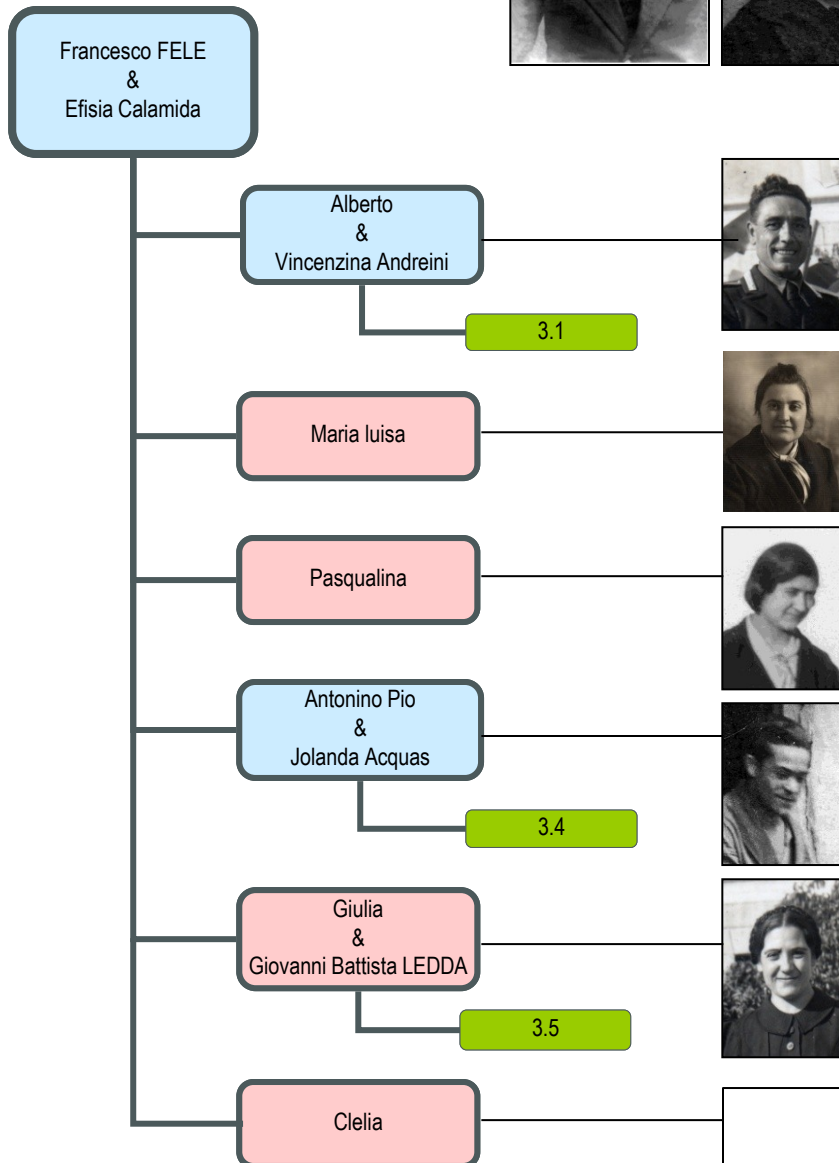 Francesco FELE
&
Efisia Calamida
Alberto
&
Vincenzina Andreini
3.1
Maria luisa
Pasqualina
Antonino Pio
&
Jolanda Acquas
3.4
Giulia
&
Giovanni Battista LEDDA
3.5
Clelia